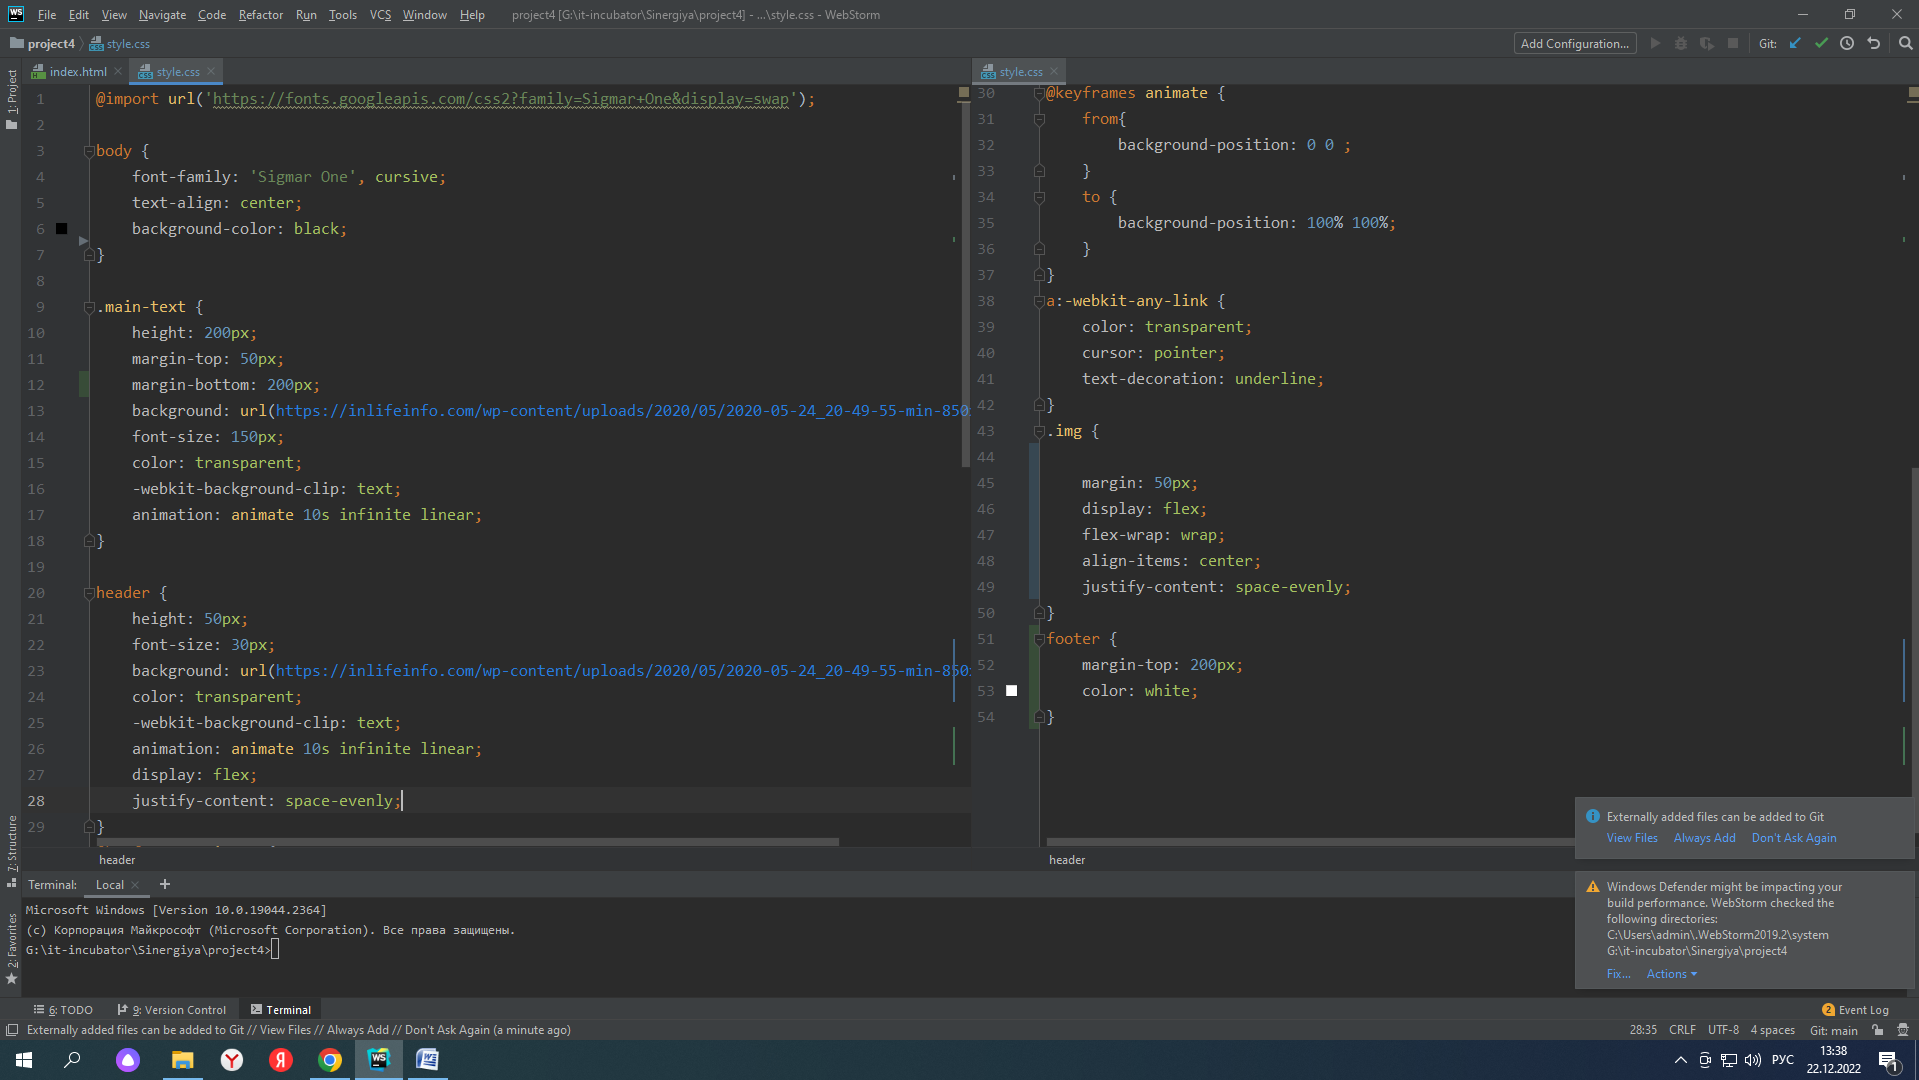 WS File Edit View Navigate Code Refactor Run Tools VCS Window Help project4 [G:\it-incubator\Sinergiya\project4] - ...\style.css - WebStorm
project4 style.css Add Configuration... Git:
index.html style.css
1 @import url('https://fonts.googleapis.com/css2?family=Sigmar+One&display=swap');
2
3 body {
4 font-family: 'Sigmar One', cursive;
5 text-align: center;
6 background-color: black;
7 }
8
9 .main-text {
10 height: 200px;
11 margin-top: 50px;
12 margin-bottom: 200px;
13 background: url(https://inlifeinfo.com/wp-content/uploads/2020/05/2020-05-24_20-49-55-min-850
14 font-size: 150px;
15 color: transparent;
16 -webkit-background-clip: text;
17 animation: animate 10s infinite linear;
18 }
19
20 header {
21 height: 50px;
22 font-size: 30px;
23 background: url(https://inlifeinfo.com/wp-content/uploads/2020/05/2020-05-24_20-49-55-min-850
24 color: transparent;
25 -webkit-background-clip: text;
26 animation: animate 10s infinite linear;
27 display: flex;
28 justify-content: space-evenly;
29 }
header
style.css
30 @keyframes animate {
31 from{
32 background-position: 0 0 ;
33 }
34 to {
35 background-position: 100% 100%;
36 }
37 }
38 a:-webkit-any-link {
39 color: transparent;
40 cursor: pointer;
41 text-decoration: underline;
42 }
43 .img {
44
45 margin: 50px;
46 display: flex;
47 flex-wrap: wrap;
48 align-items: center;
49 justify-content: space-evenly;
50 }
51 footer {
52 margin-top: 200px;
53 color: white;
54 }
header
1: Project
7: Structure
2: Favorites
Terminal: Local
Microsoft Windows [Version 10.0.19044.2364]
(c) Корпорация Майкрософт (Microsoft Corporation). Все права защищены.
G:\it-incubator\Sinergiya\project4>
Externally added files can be added to Git
View Files Always Add Don't Ask Again
Windows Defender might be impacting your
build performance. WebStorm checked the
following directories:
C:\Users\admin\.WebStorm2019.2\system
G:\it-incubator\Sinergiya\project4
Fix... Actions
6: TODO 9: Version Control Terminal 2 Event Log
Externally added files can be added to Git // View Files // Always Add // Don't Ask Again (a minute ago) 28:35 CRLF UTF-8 4 spaces Git: main
Я WS РУС 13:38
22.12.2022 1